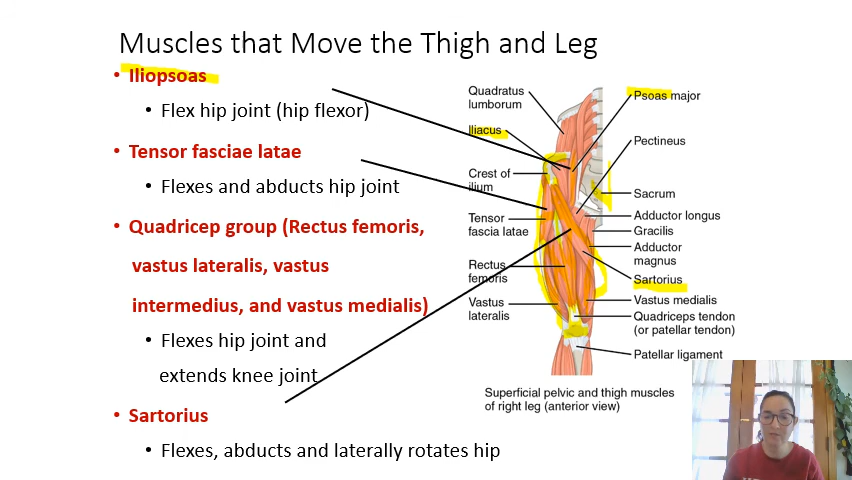 Muscles that Move the Thigh and Leg
• Iliopsoas
• Flex hip joint (hip flexor)
• Tensor fasciae latae
• Flexes and abducts hip joint
• Quadricep group (Rectus femoris,
vastus lateralis, vastus
intermedius, and vastus medialis)
• Flexes hip joint and
extends knee joint
• Sartorius
• Flexes, abducts and laterally rotates hip
Quadratus
lumborum
Iliacus
Crest of
ilium
Tensor
fascia latae
Rectus
femoris
Vastus
lateralis
Psoas major
Pectineus
Sacrum
Adductor longus
Gracilis
Adductor
magnus
Sartorius
Vastus medialis
Quadriceps tendon
(or patellar tendon)
Patellar ligament
Superficial pelvic and thigh muscles
of right leg (anterior view)